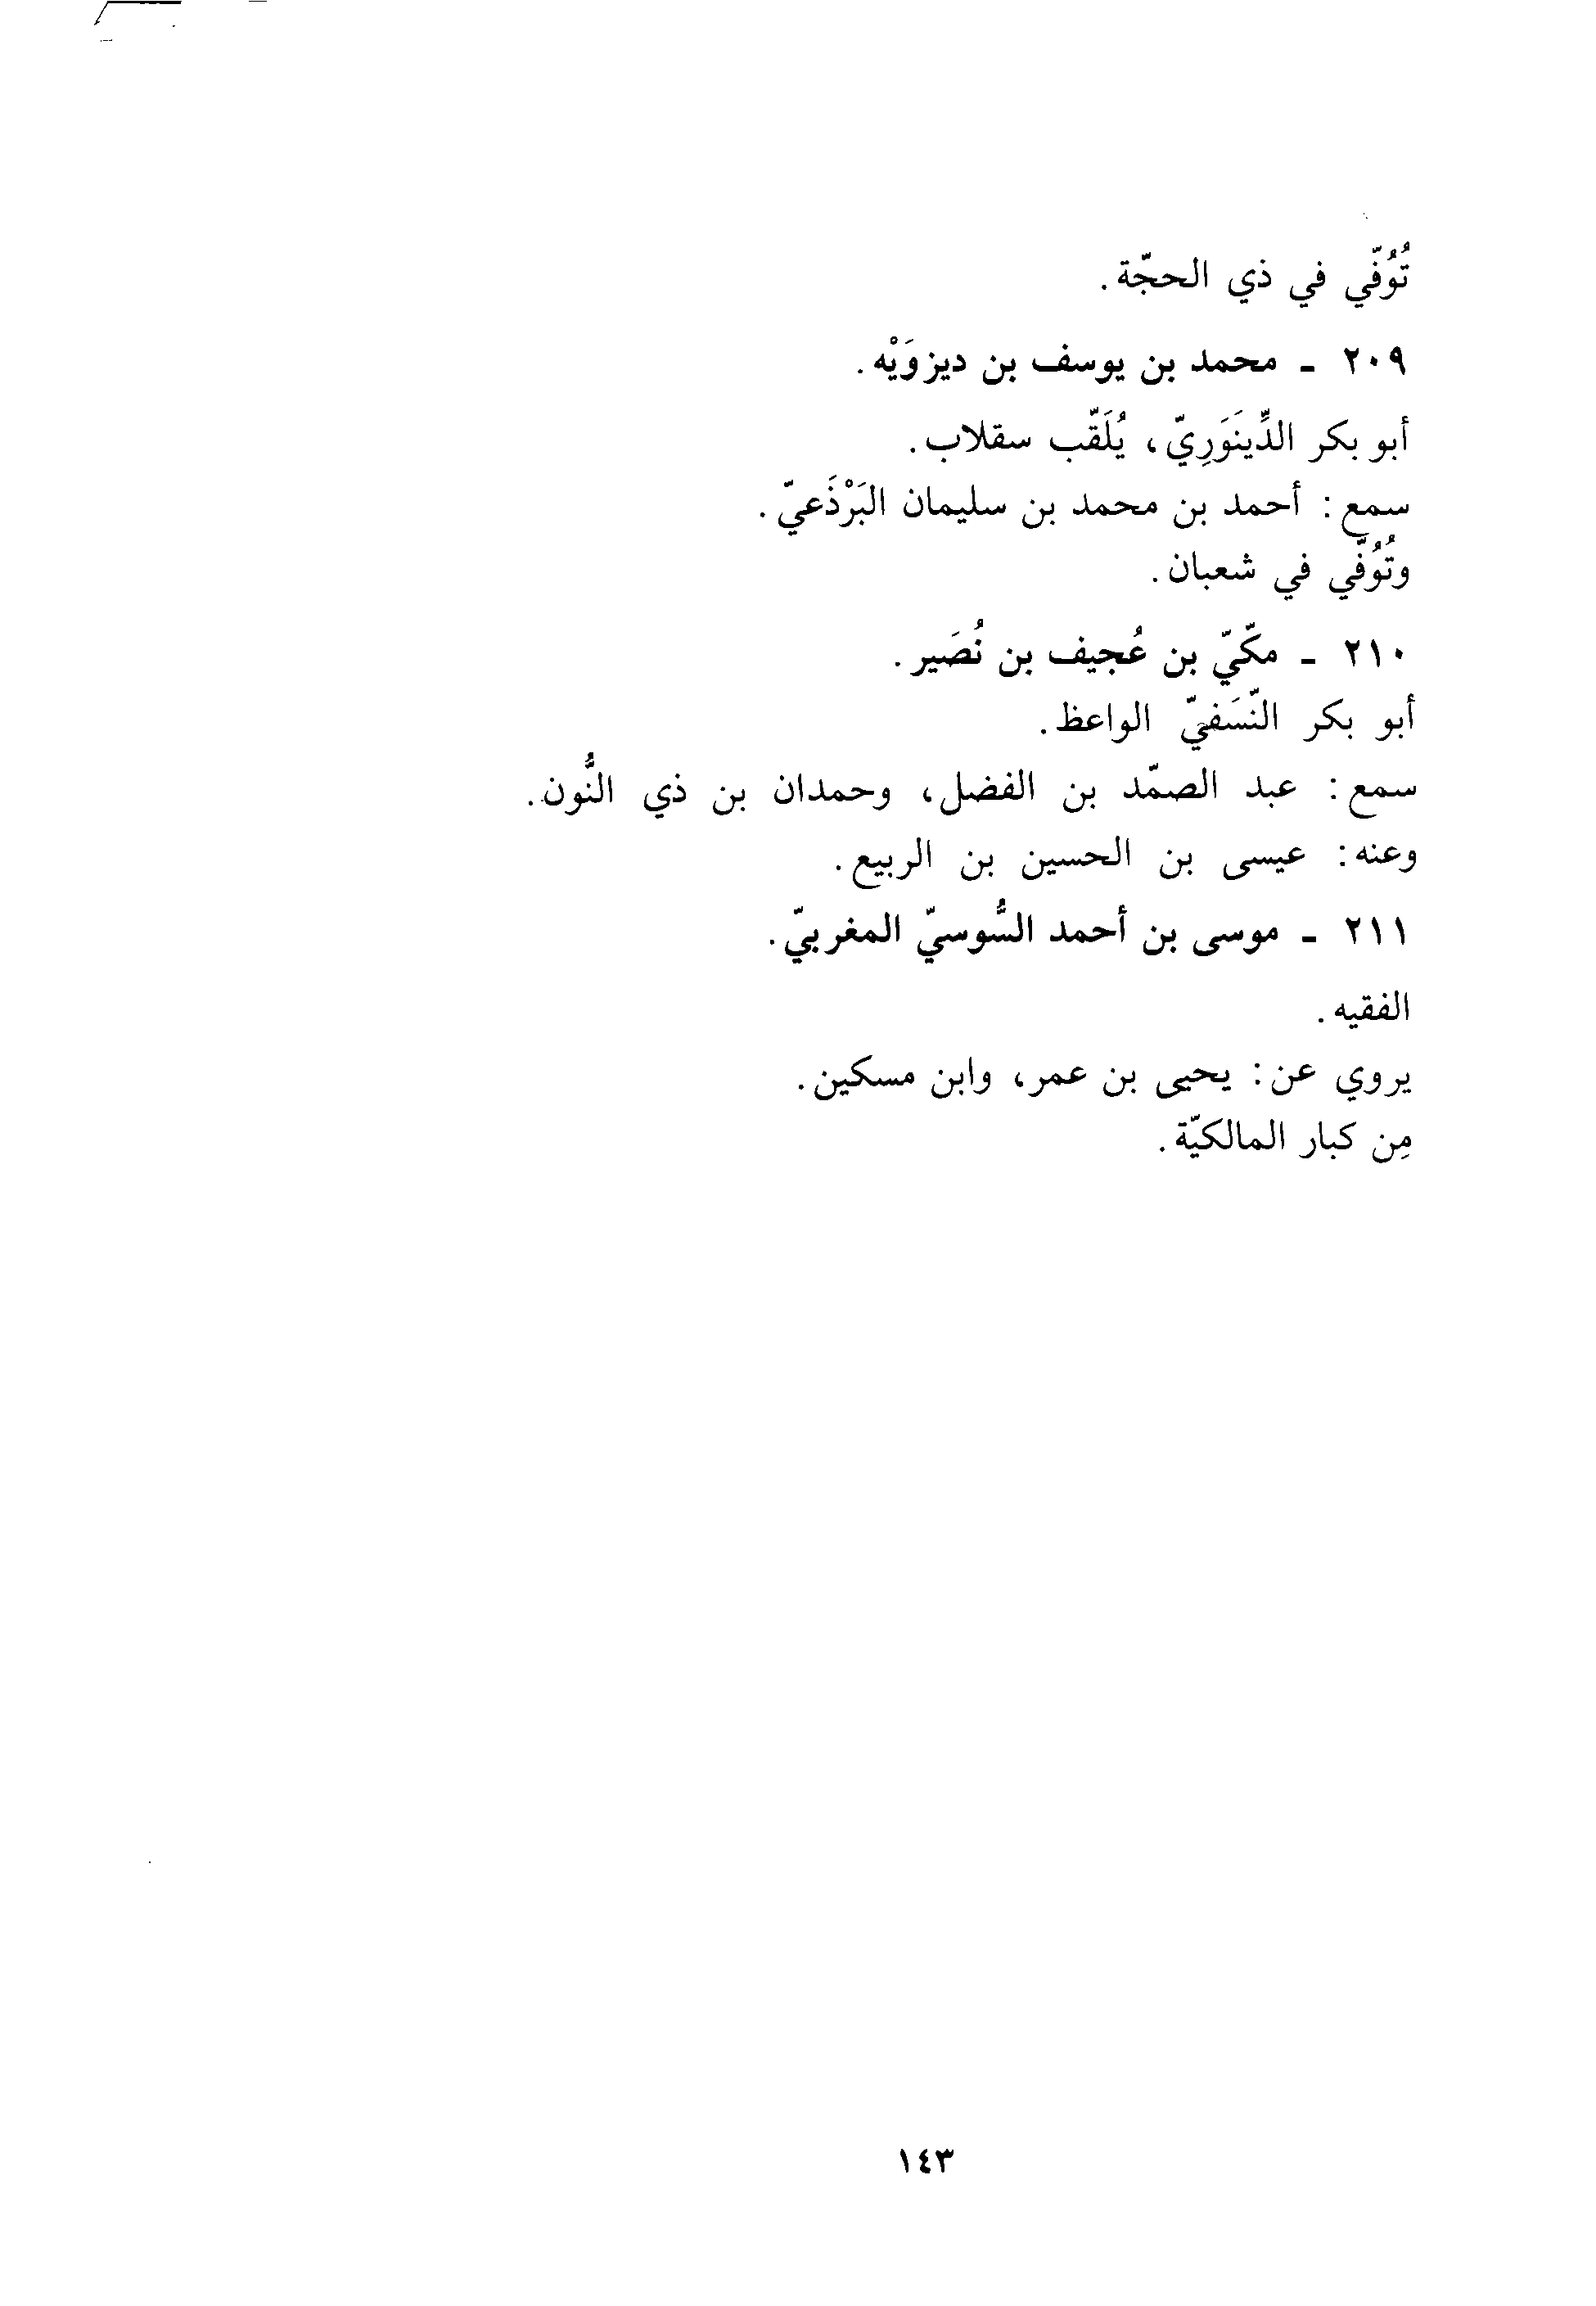 تُوُفّي في ذي الحجّة.
٢٠٩ ـ محمد بن يوسف بن ديزوَيْه.
أبو بكر الدِّينَوَرِيّ، يُلَقَّب سقلاب.
سمع: أحمد بن محمد بن سليمان البَرْذَعيّ.
وتُوُفّي في شعبان.
٢١٠ ـ مكّيّ بن عُجيف بن نُصَير.
أبو بكر النَّسَفيّ الواعظ.
سمع: عبد الصمّد بن الفضل، وحمدان بن ذي النُّون.
وعنه: عيسى بن الحسين بن الربيع.
٢١١ ـ موسى بن أحمد السُّوسيّ المغربيّ.
الفقيه.
يروي عن: يحيى بن عمر، وابن مسكين.
مِن كبار المالكيّة.
١٤٣